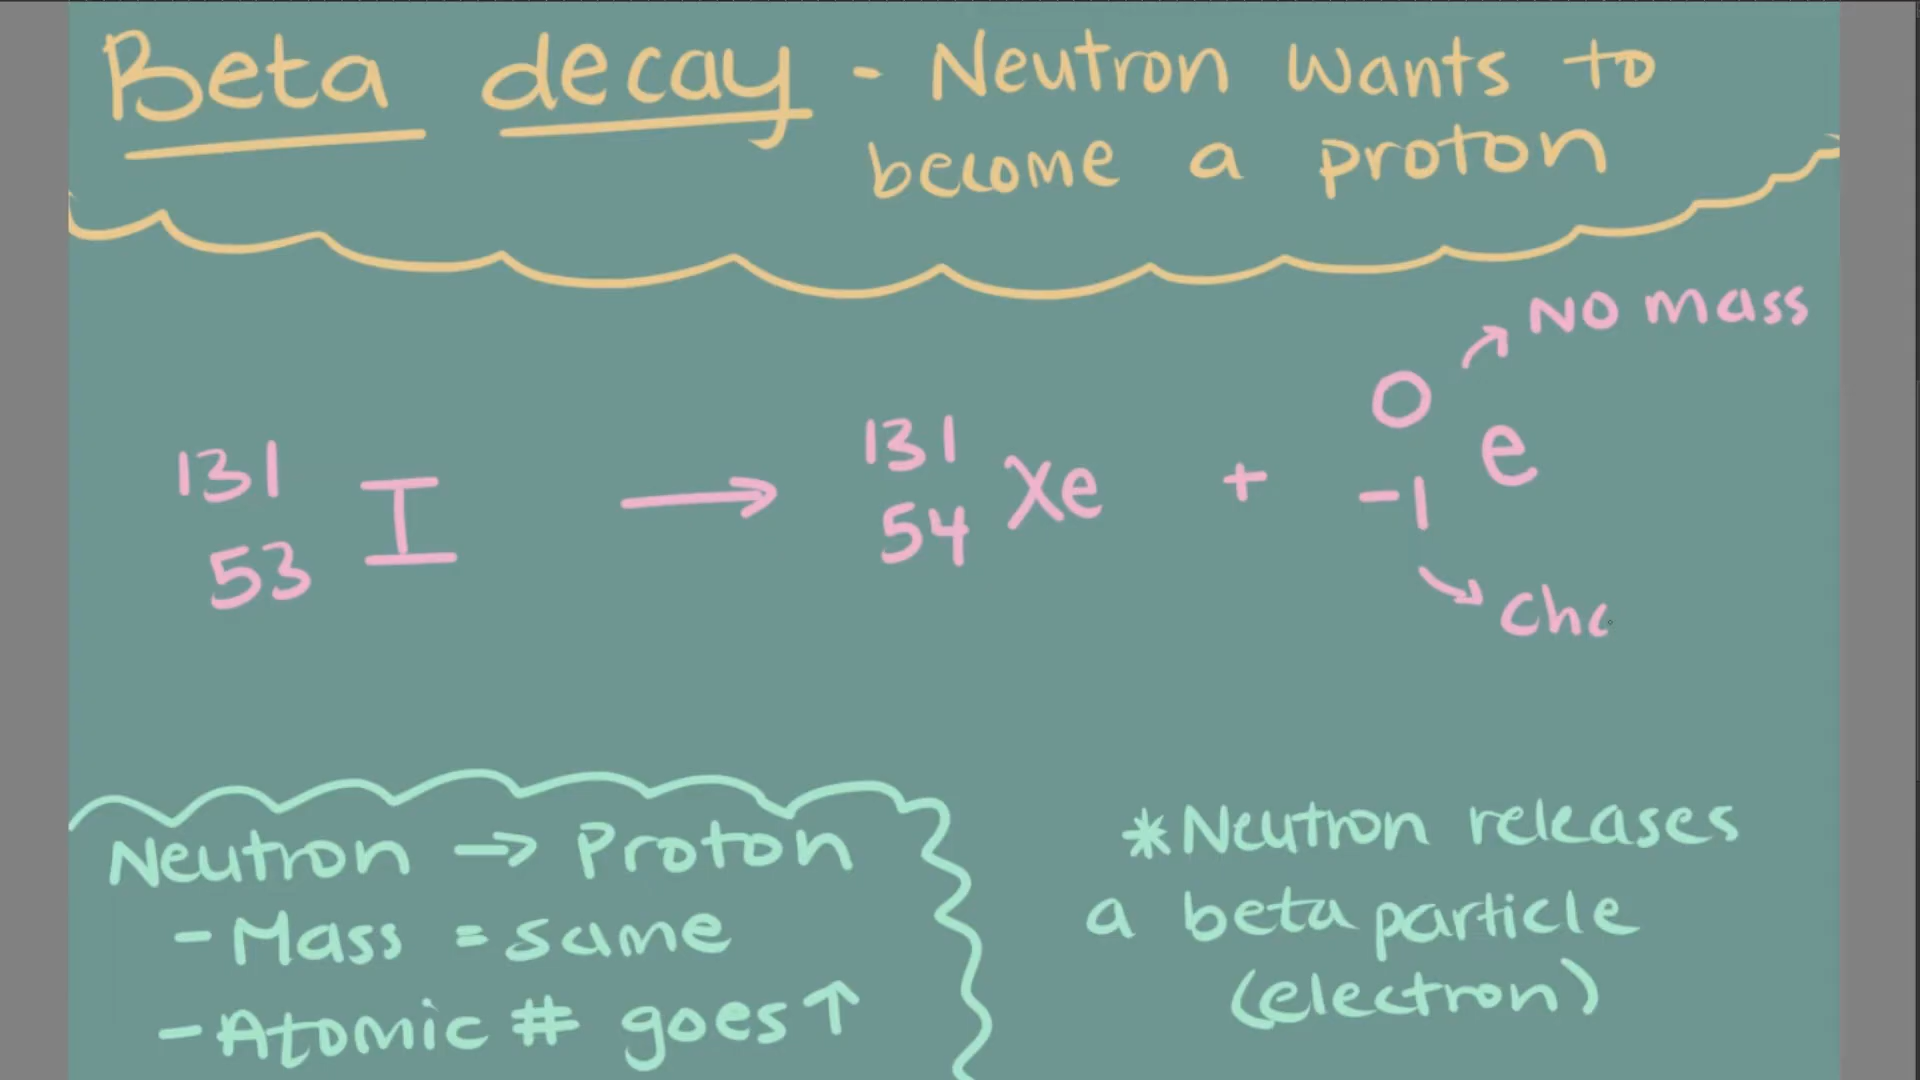 Beta decay - Neutron wants to
become a proton
No mass
131 I → 131 Xe + 0 e
53 54 -1
Cha
Neutron → Proton
- Mass = same
- Atomic # goes ↑
* Neutron releases
a beta particle
(electron)